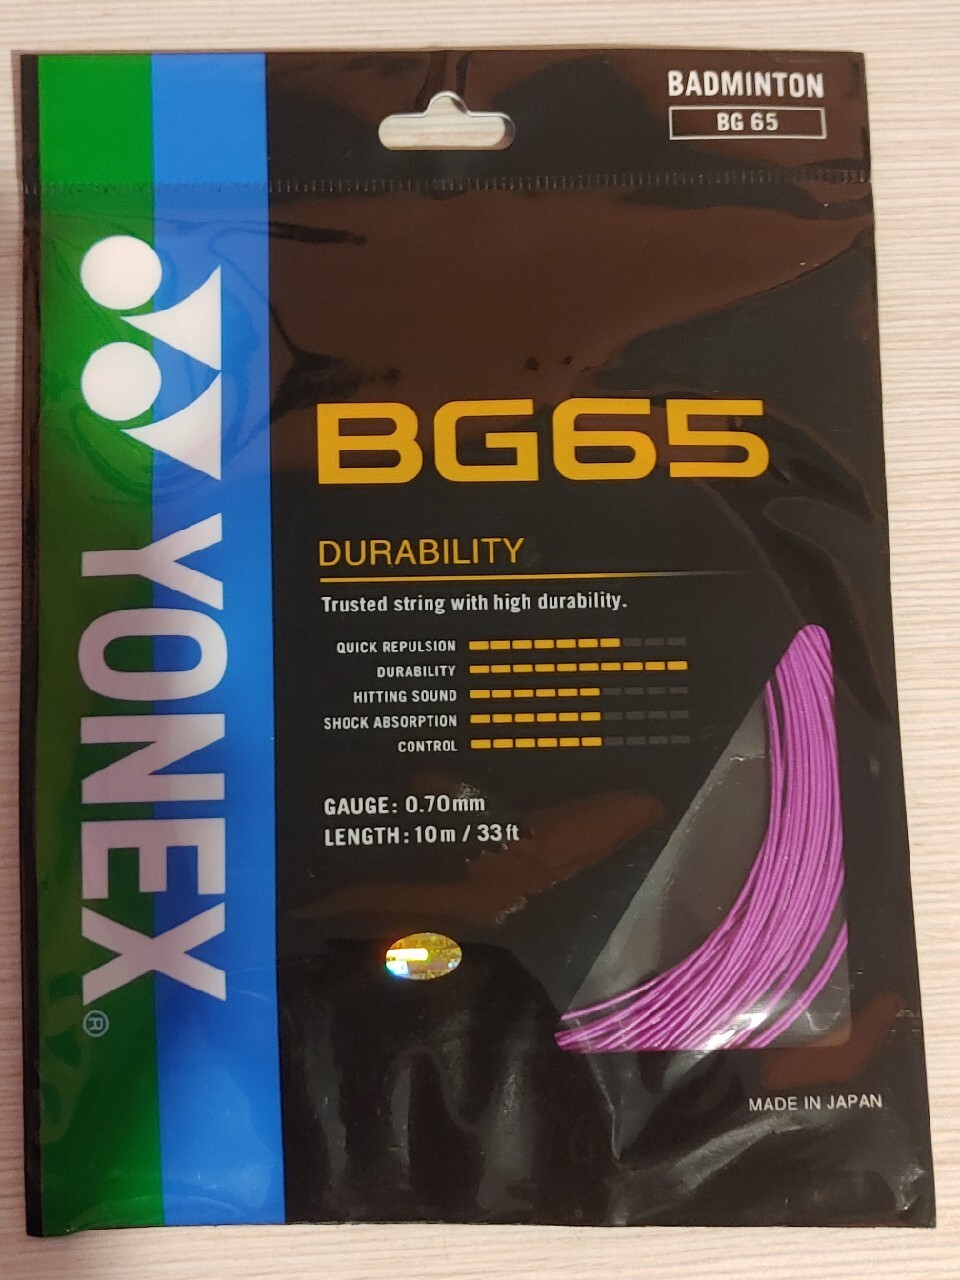 BADMINTON
BG 65
YONEX®
BG65
DURABILITY
Trusted string with high durability.
QUICK REPULSION
DURABILITY
HITTING SOUND
SHOCK ABSORPTION
CONTROL
GAUGE: 0.70mm
LENGTH: 10m / 33ft
MADE IN JAPAN